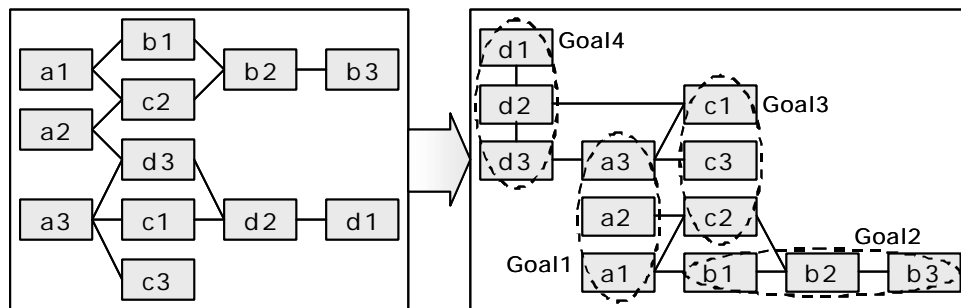 b1
a1
b2
b3
c2
a2
d3
a3
c1
d2
d1
c3
d1
Goal4
d2
c1
Goal3
d3
a3
c3
a2
c2
Goal2
Goal1
a1
b1
b2
b3